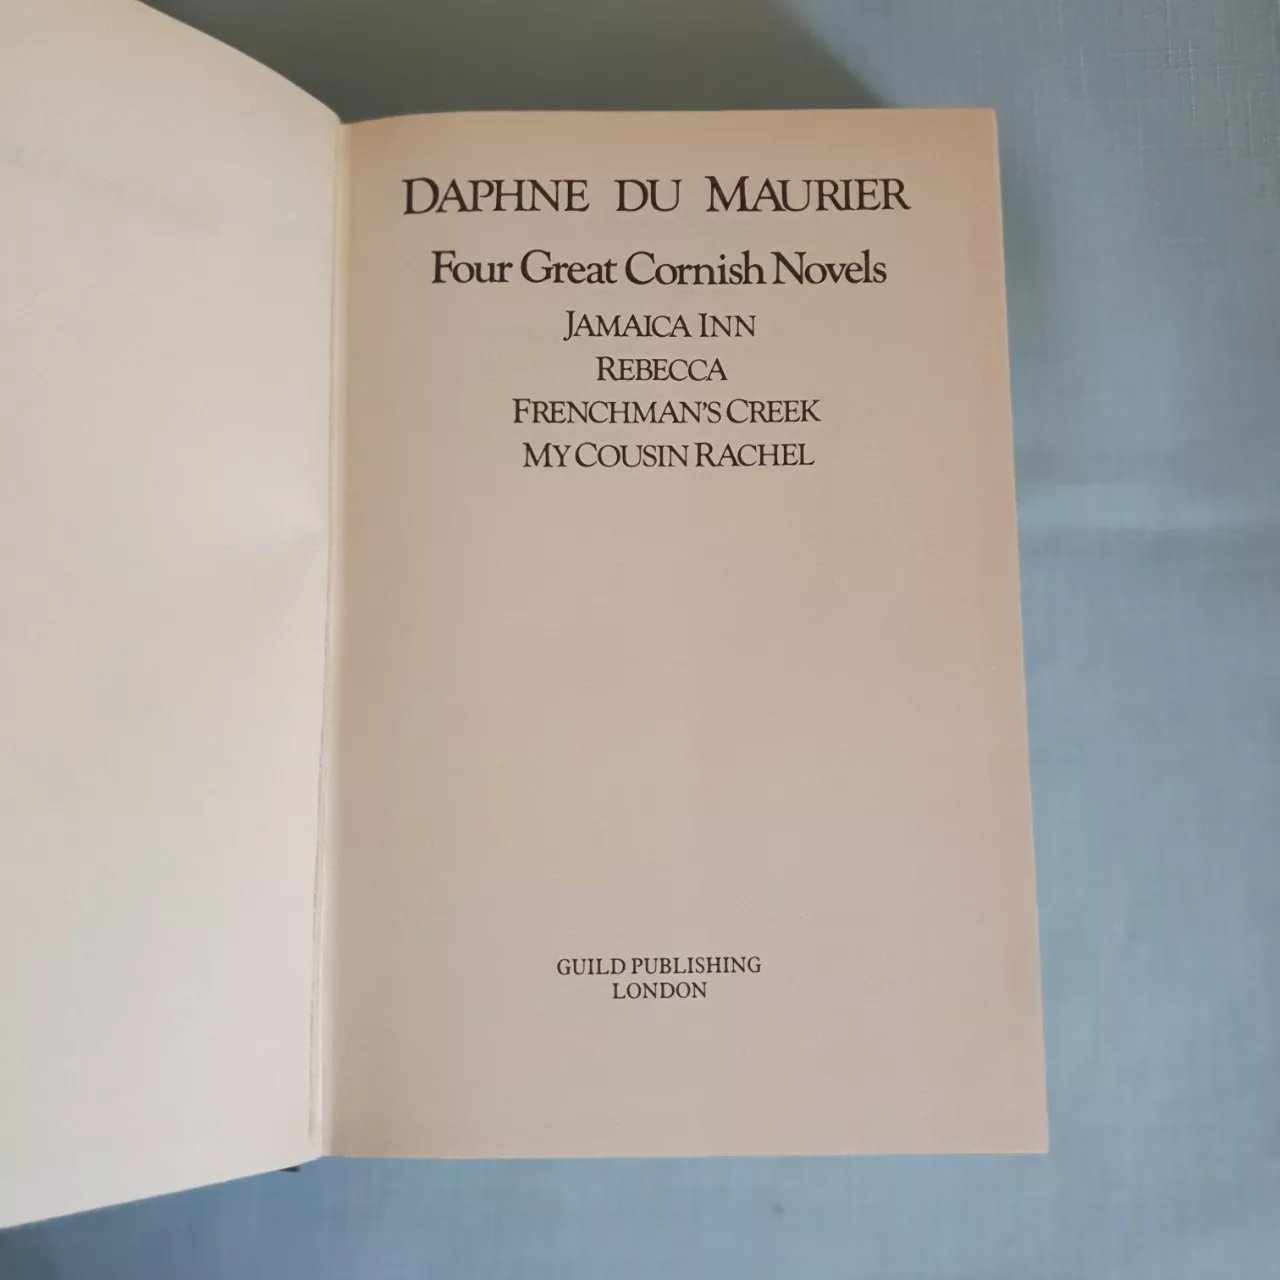 DAPHNE DU MAURIER
Four Great Cornish Novels
JAMAICA INN
REBECCA
FRENCHMAN'S CREEK
MY COUSIN RACHEL
GUILD PUBLISHING
LONDON